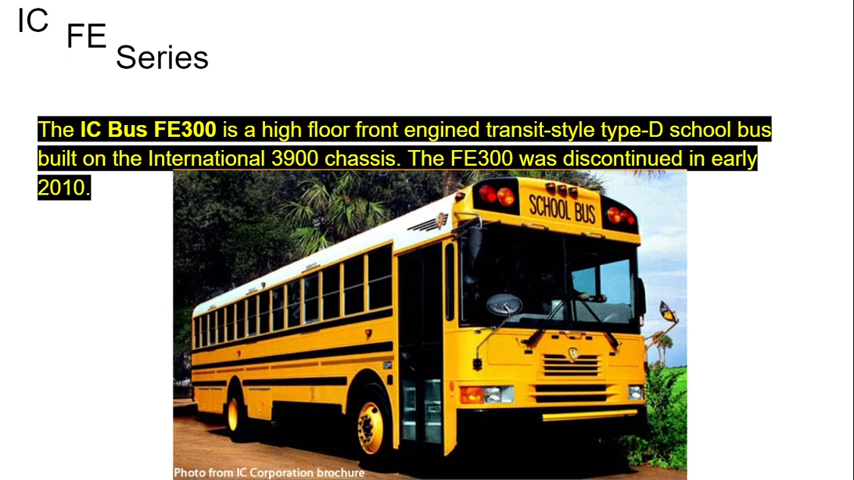 IC
FE
Series
The IC Bus FE300 is a high floor front engined transit-style type-D school bus
built on the International 3900 chassis. The FE300 was discontinued in early
2010.
SCHOOL BUS
Photo from IC Corporation brochure